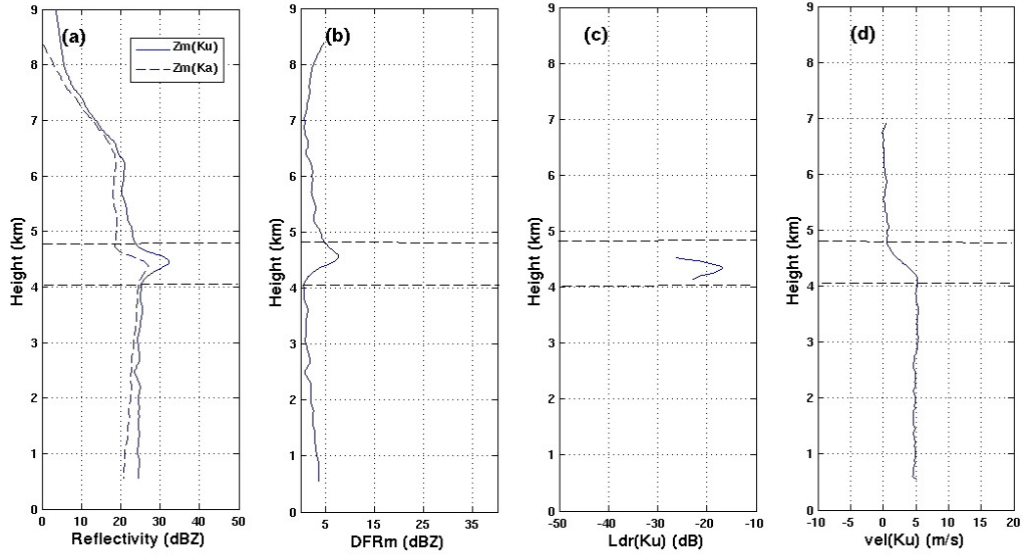 (a)
Zm(Ku)
Zm(Ka)
Height (km)
9
8
7
6
5
4
3
2
1
0
0 10 20 30 40 50
Reflectivity (dBZ)
(b)
Height (km)
9
8
7
6
5
4
3
2
1
0
5 15 25 35
DFRm (dBZ)
(c)
Height (km)
9
8
7
6
5
4
3
2
1
0
-50 -40 -30 -20 -10
Ldr(Ku) (dB)
(d)
Height (km)
9
8
7
6
5
4
3
2
1
0
-10 -5 0 5 10 15 20
vel(Ku) (m/s)